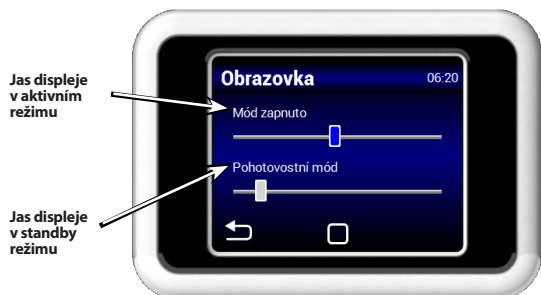 Jas displeje
v aktivním
režimu
Obrazovka 06:20
Mód zapnuto
Pohotovostní mód
Jas displeje
v standby
režimu